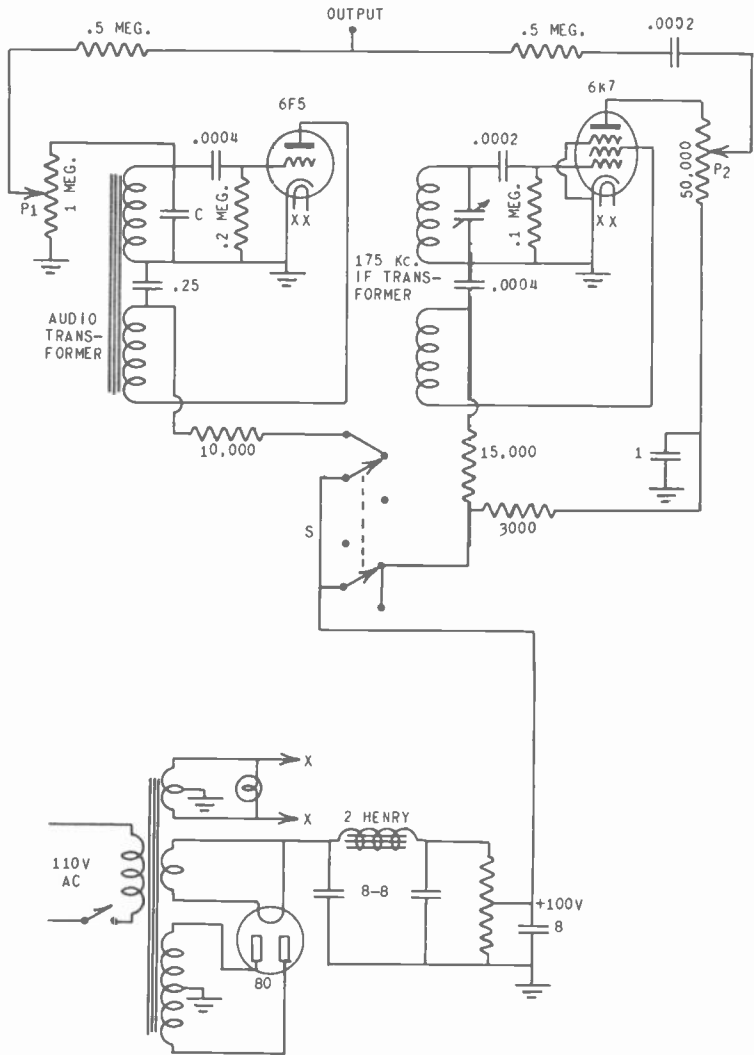 OUTPUT
.5 MEG.
.5 MEG.
.0002
6F5
6K7
.0004
.0002
P1
1 MEG.
C
.2 MEG.
X X
.1 MEG.
X X
50,000
P2
.25
175 KC.
IF TRANS-
FORMER
.0004
AUDIO
TRANS-
FORMER
10,000
15,000
1
S
3000
X
X
2 HENRY
110V
AC
8-8
+100V
8
80